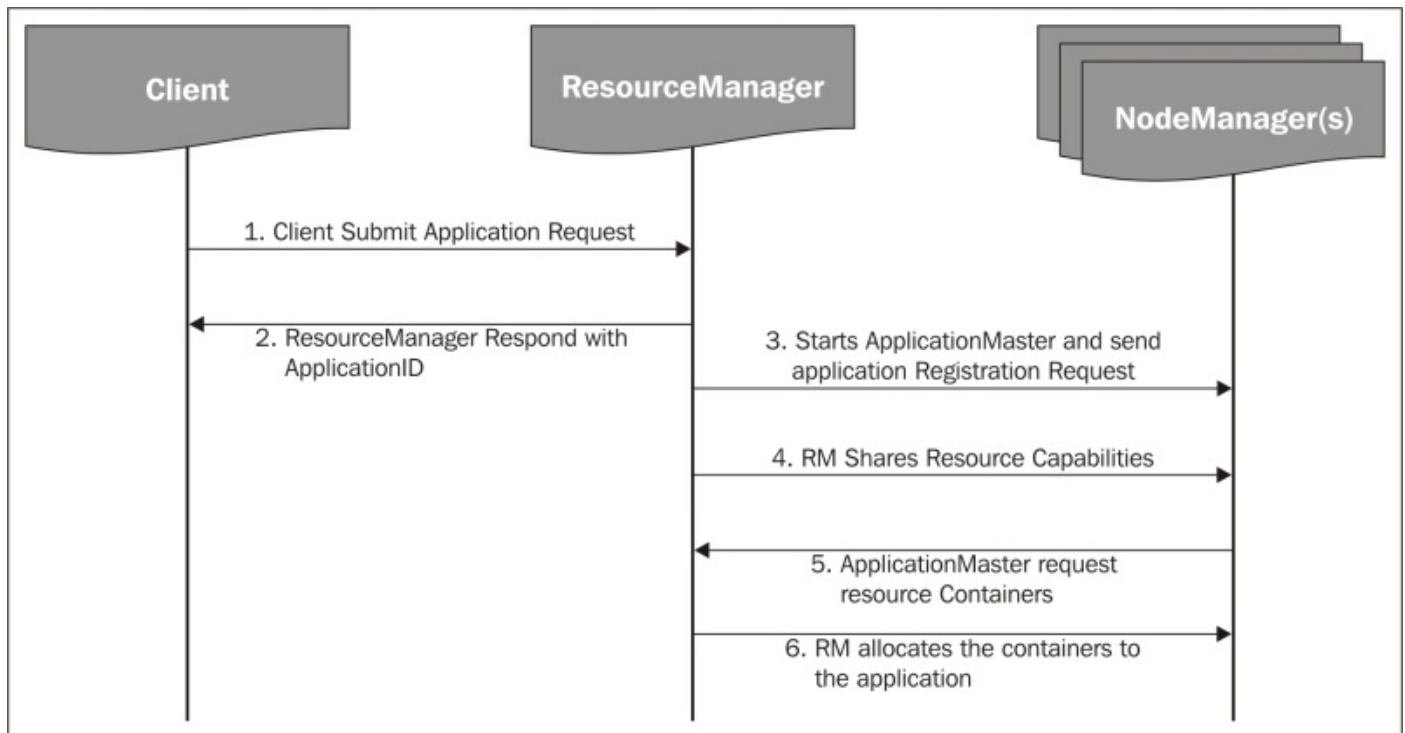 Client
ResourceManager
NodeManager(s)
1. Client Submit Application Request
2. ResourceManager Respond with
ApplicationID
3. Starts ApplicationMaster and send
application Registration Request
4. RM Shares Resource Capabilities
5. ApplicationMaster request
resource Containers
6. RM allocates the containers to
the application